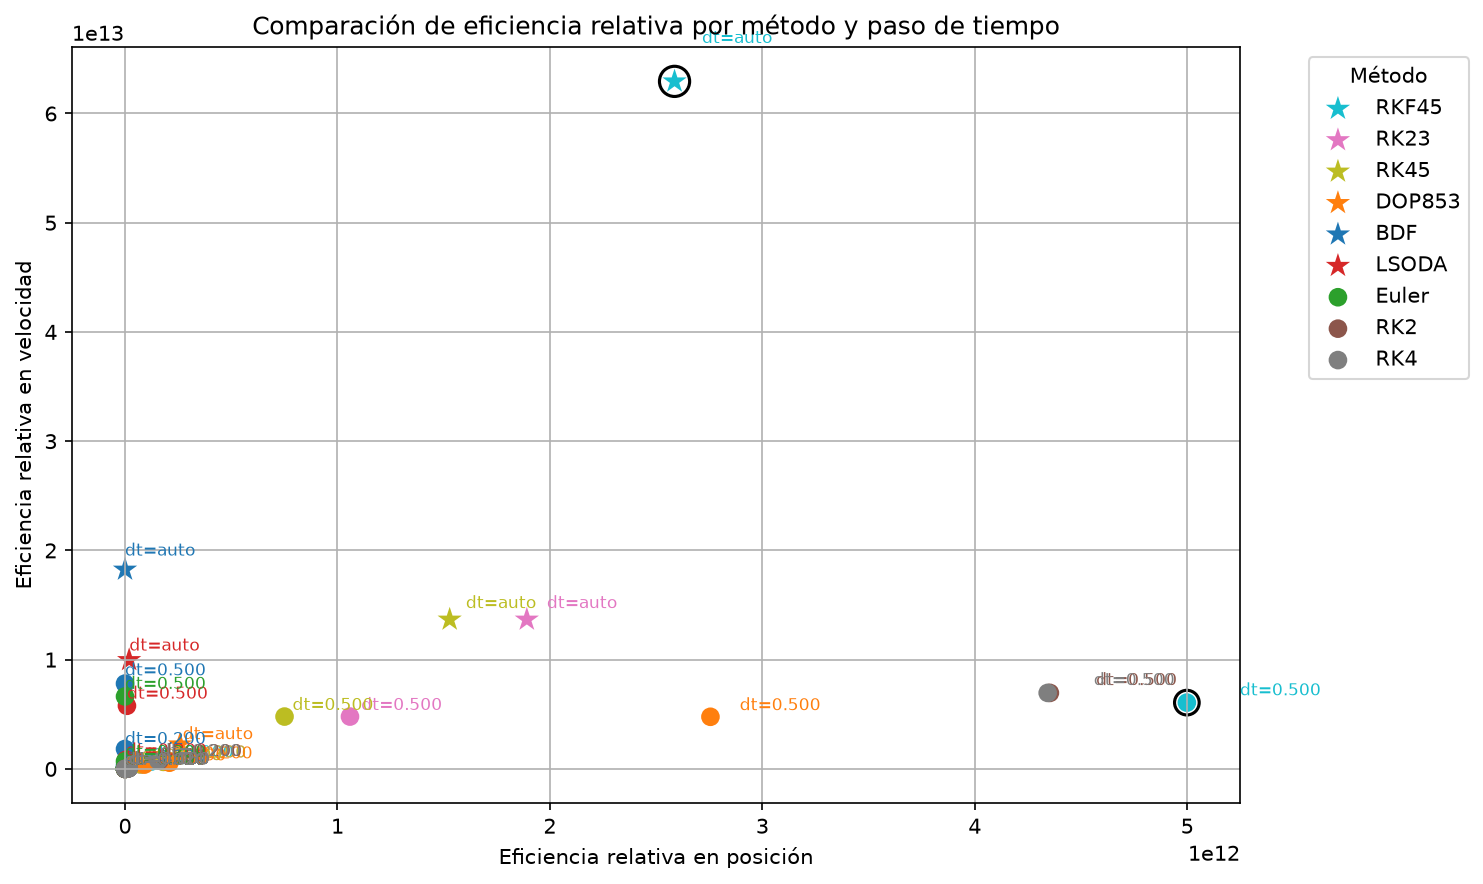 Comparación de eficiencia relativa por método y paso de tiempo
1e13
dt=auto
6
5
4
3
2
1
0
Eficiencia relativa en velocidad
dt=auto
dt=auto
dt=auto
dt=auto
dt=0.500
dt=0.500
dt=0.500
dt=0.500
dt=0.500
dt=0.500
dt=0.500
dt=0.500
dt=0.200
dt=auto
0
1
2
3
4
5
1e12
Eficiencia relativa en posición
Método
RKF45
RK23
RK45
DOP853
BDF
LSODA
Euler
RK2
RK4